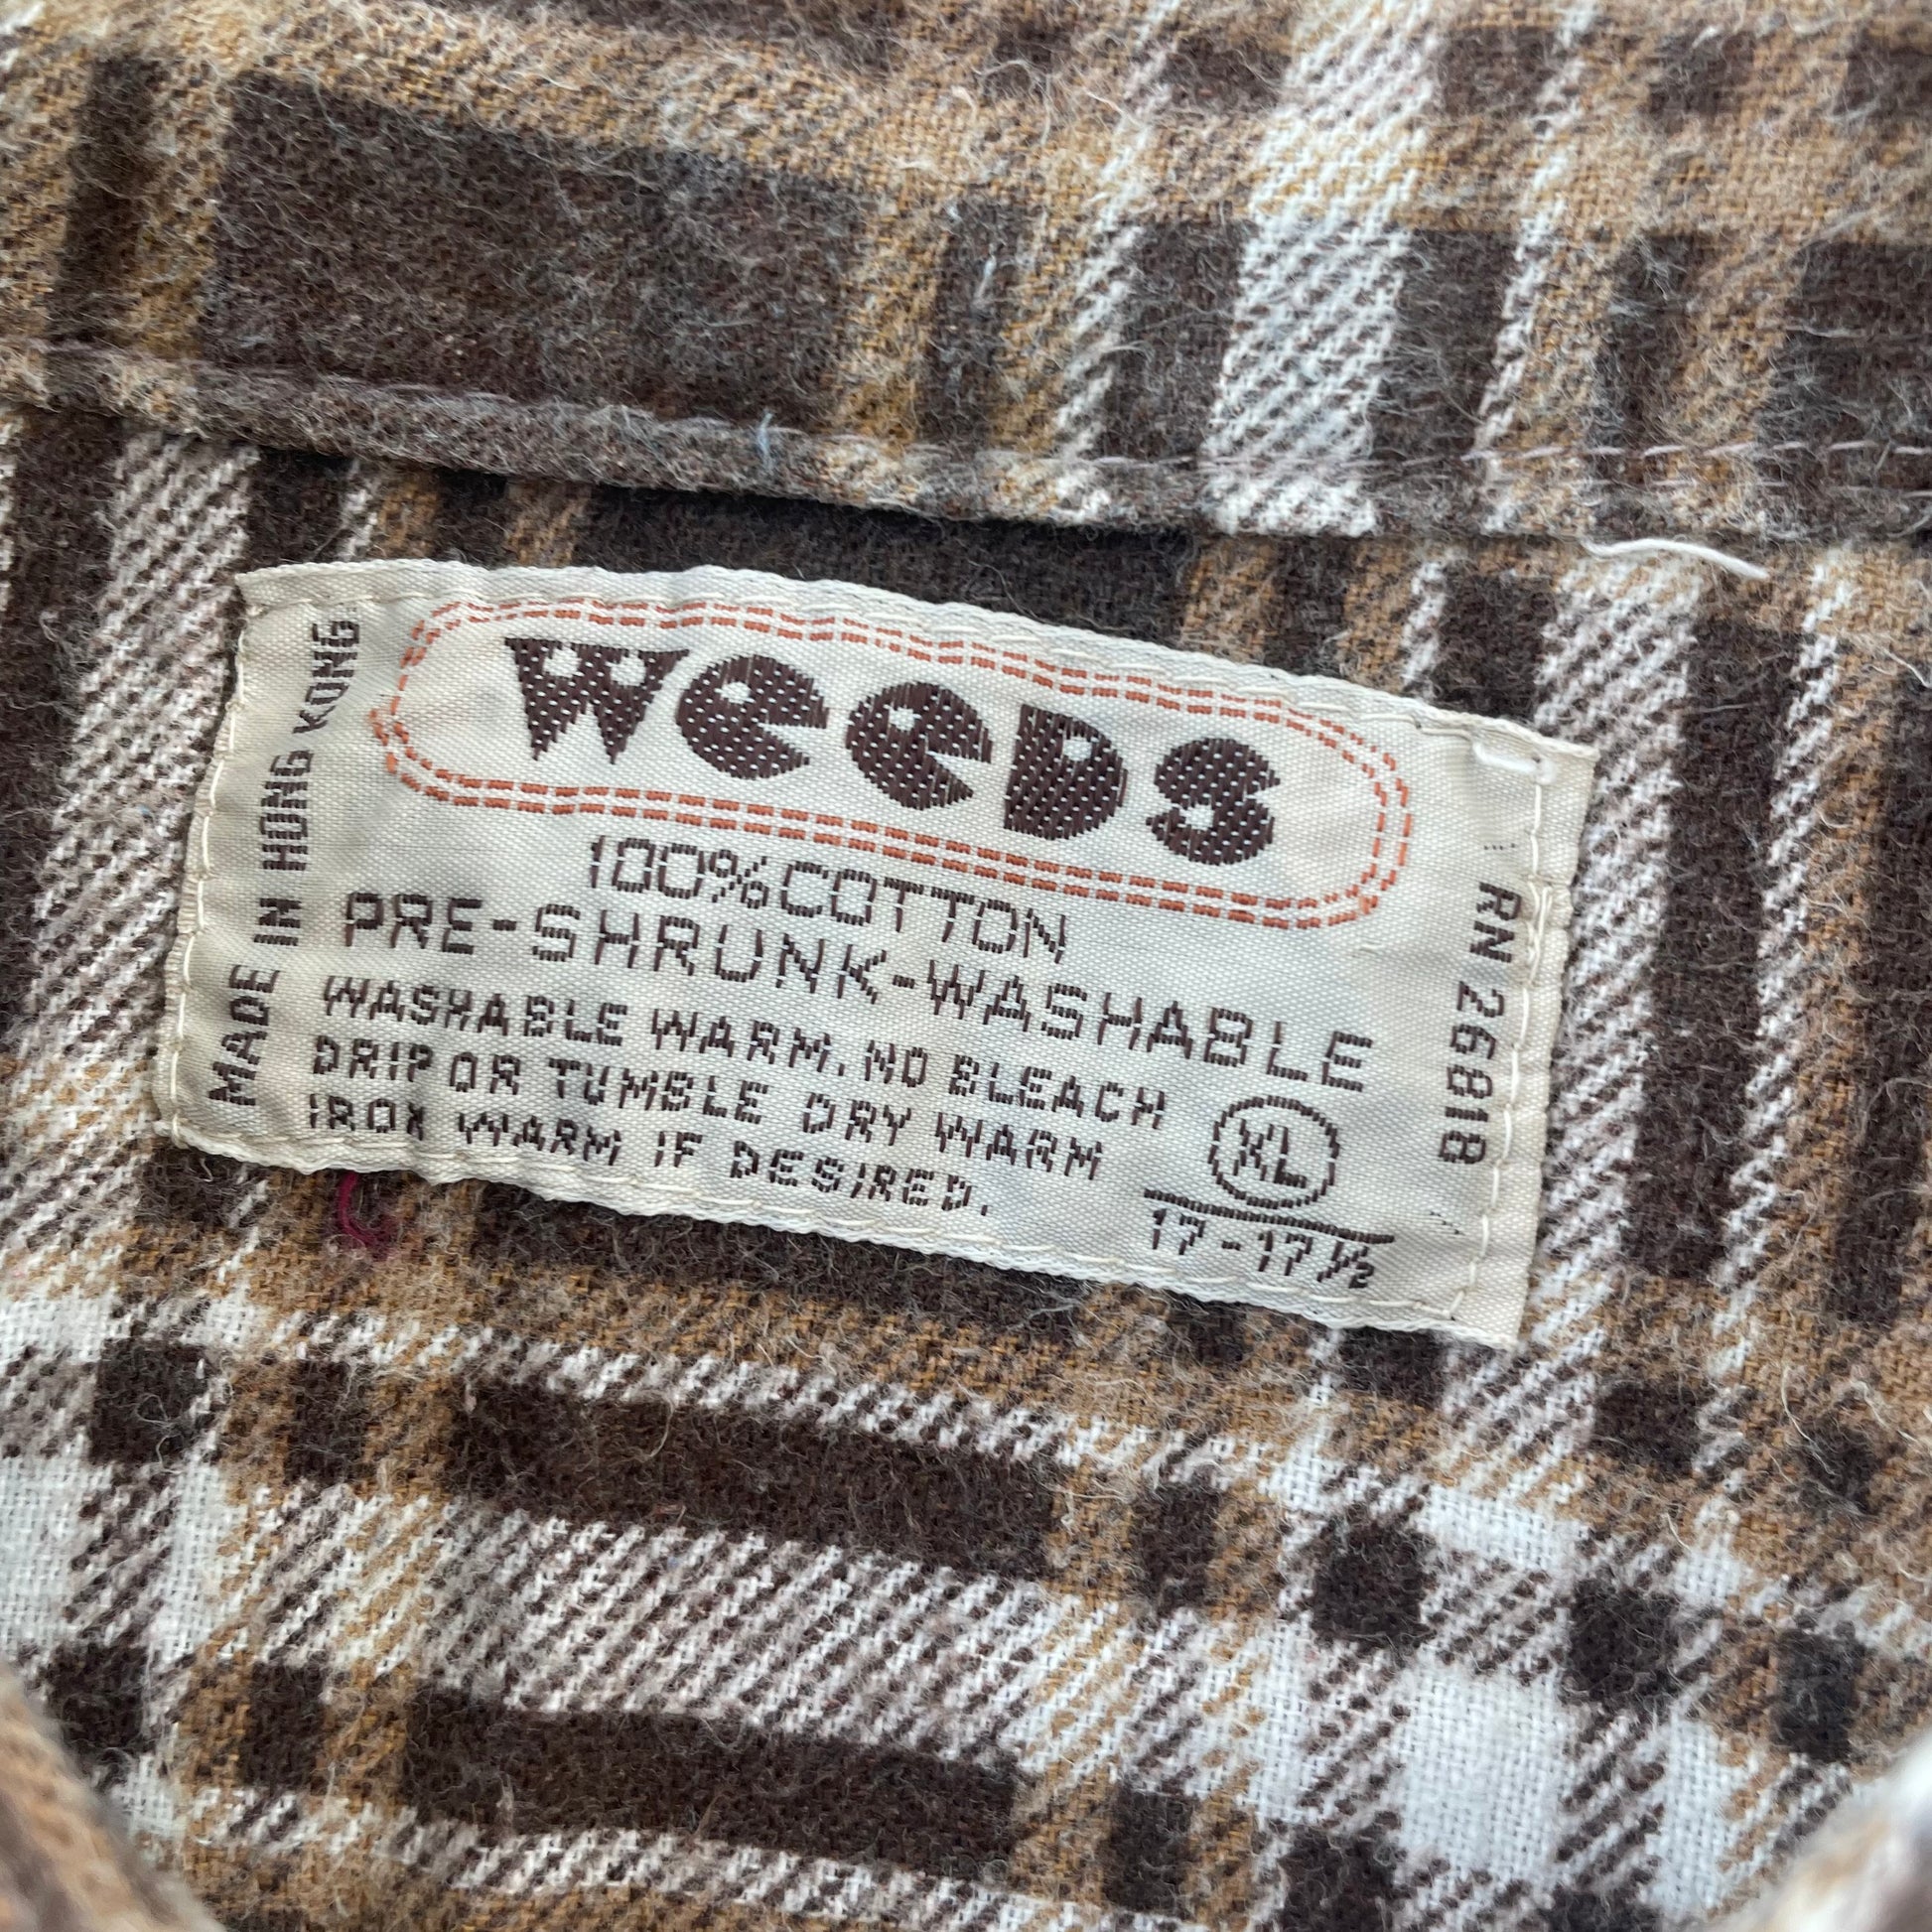 WeeDS
100% COTTON
PRE-SHRUNK-WASHABLE
WASHABLE WARM. NO BLEACH
DRIP OR TUMBLE DRY WARM
IRON WARM IF DESIRED.
XL
17-17½
MADE IN HONG KONG
RN 26818